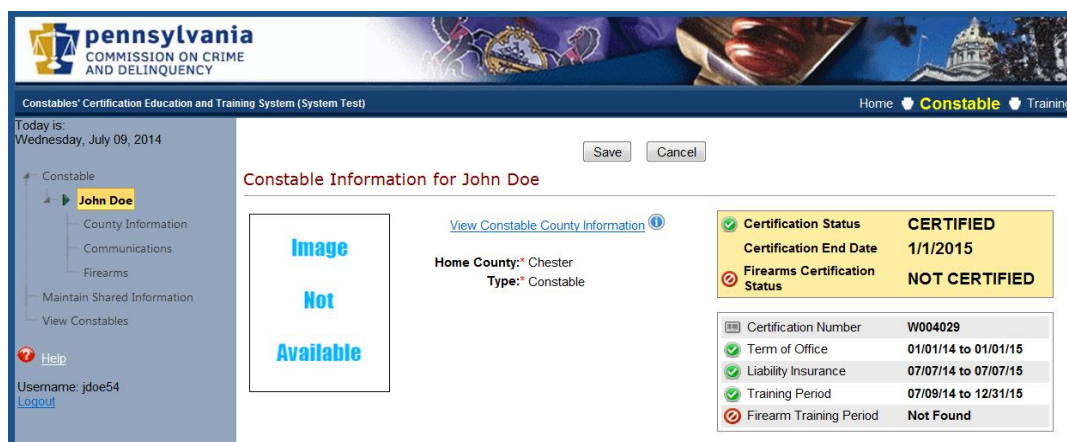 pennsylvania
COMMISSION ON CRIME
AND DELINQUENCY
Constables' Certification Education and Training System (System Test)
Home Constable Training
Today is:
Wednesday, July 09, 2014
Constable
John Doe
County Information
Communications
Firearms
Maintain Shared Information
View Constables
Help
Username: jdoe54
Logout
Save Cancel
Constable Information for John Doe
Image
Not
Available
View Constable County Information
Home County:* Chester
Type:* Constable
Certification Status CERTIFIED
Certification End Date 1/1/2015
Firearms Certification
Status NOT CERTIFIED
Certification Number W004029
Term of Office 01/01/14 to 01/01/15
Liability Insurance 07/07/14 to 07/07/15
Training Period 07/09/14 to 12/31/15
Firearm Training Period Not Found